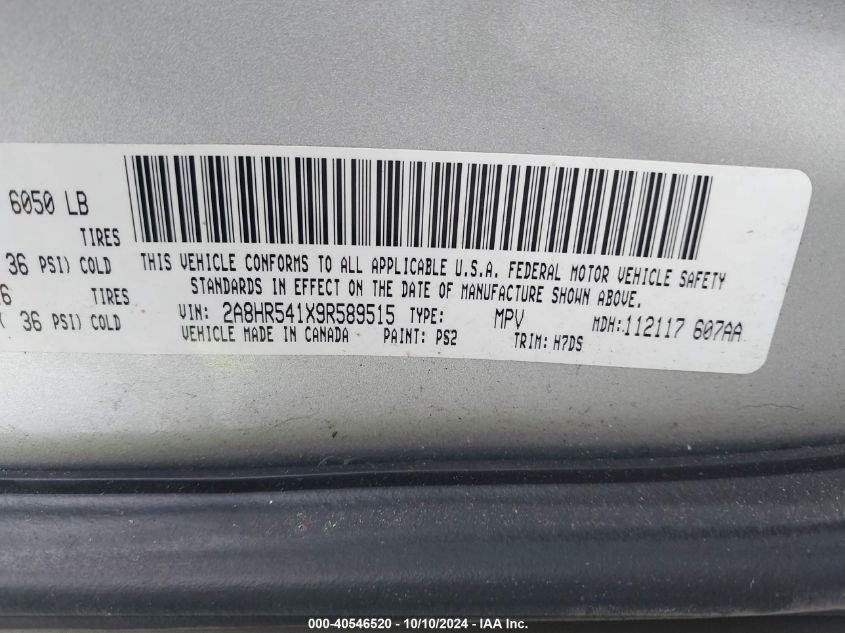 6050 LB
TIRES
36 PSI) COLD
THIS VEHICLE CONFORMS TO ALL APPLICABLE U.S.A. FEDERAL MOTOR VEHICLE SAFETY
STANDARDS IN EFFECT ON THE DATE OF MANUFACTURE SHOWN ABOVE.
6 TIRES
VIN: 2A8HR541X9R589515 TYPE: MPV MDH:112117 607AA
( 36 PSI) COLD
VEHICLE MADE IN CANADA PAINT: PS2 TRIM: H7DS
000-40546520 - 10/10/2024 - IAA Inc.